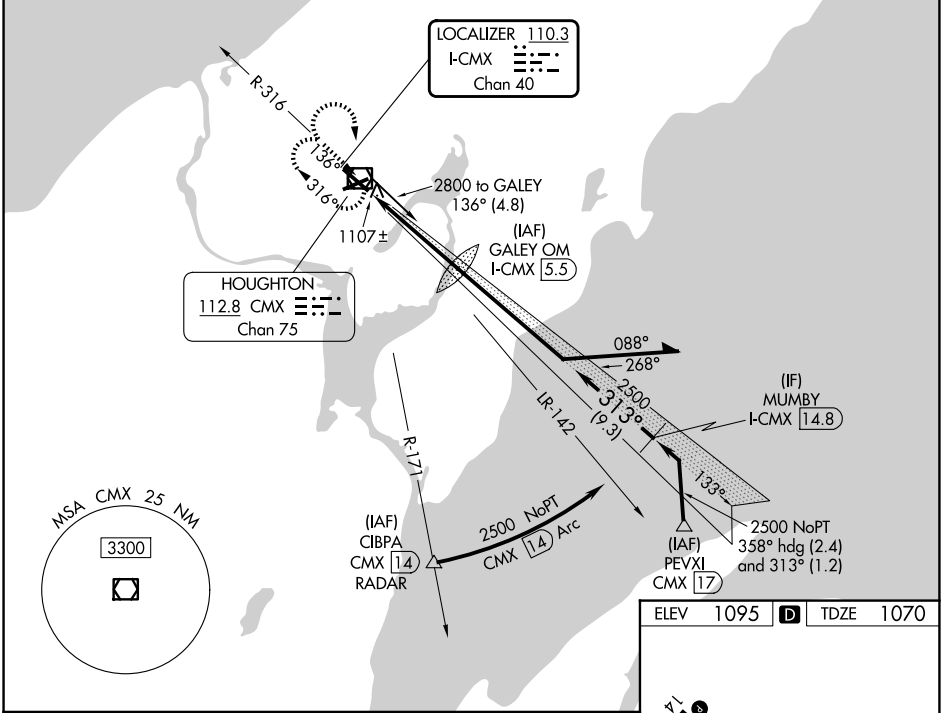 LOCALIZER 110.3
I-CMX
Chan 40
R-316
136°
316°
2800 to GALEY
136° (4.8)
1107±
(IAF)
GALEY OM
I-CMX 5.5
HOUGHTON
112.8 CMX
Chan 75
088°
268°
2500
313°
(9.3)
(IF)
MUMBY
I-CMX 14.8
LR-142
R-171
133°
MSA CMX 25 NM
3300
(IAF)
CIBPA
CMX 14
RADAR
2500 NoPT
CMX 14 Arc
(IAF)
PEVXI
CMX 17
2500 NoPT
358° hdg (2.4)
and 313° (1.2)
ELEV 1095 D TDZE 1070
14
P